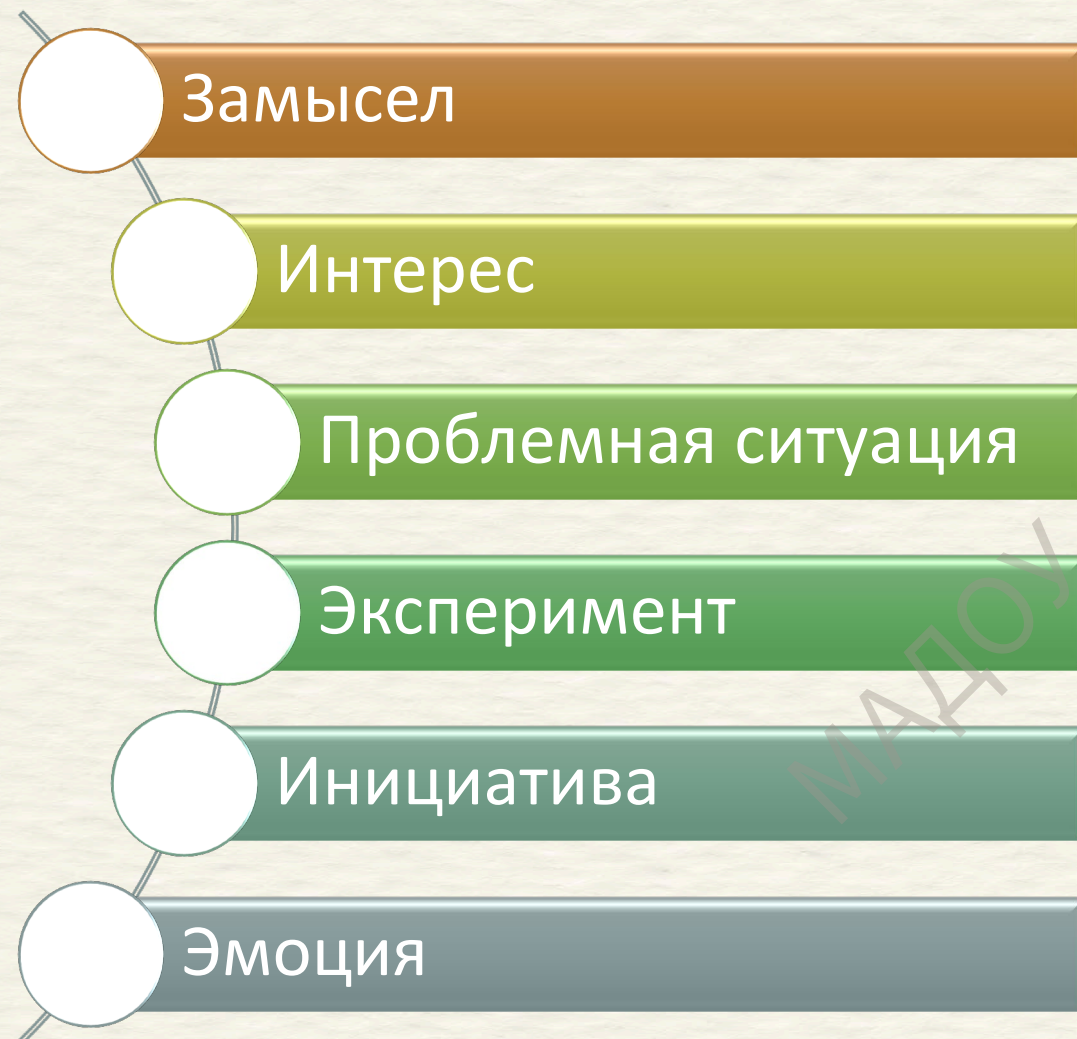 Замысел
Интерес
Проблемная ситуация
Эксперимент
Инициатива
Эмоция
МАДОУ